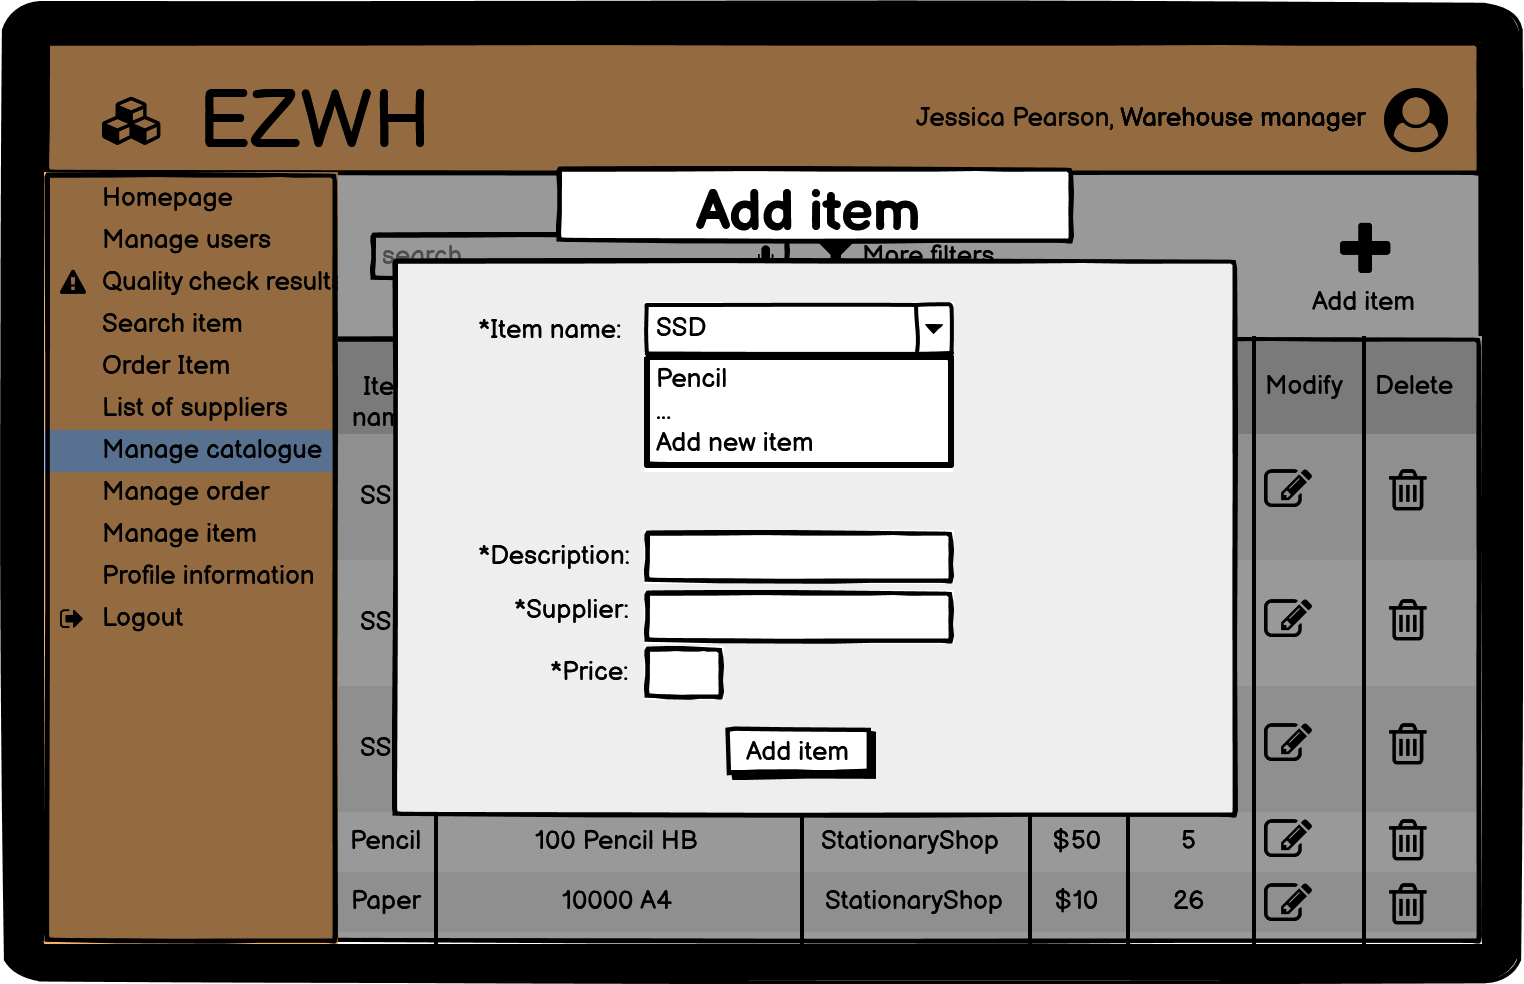 EZWH
Jessica Pearson, Warehouse manager
Homepage
Manage users
Quality check results
Search item
Order Item
List of suppliers
Manage catalogue
Manage order
Manage item
Profile information
Logout
Add item
search
More filters
Add item
*Item name:
SSD
Pencil
...
Add new item
*Description:
*Supplier:
*Price:
Add item
Ite
nam
Modify
Delete
SS
SS
SS
Pencil
100 Pencil HB
StationaryShop
$50
5
Paper
10000 A4
StationaryShop
$10
26